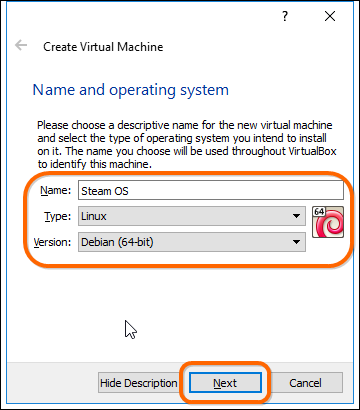 ?
Create Virtual Machine
Name and operating system
Please choose a descriptive name for the new virtual machine
and select the type of operating system you intend to install
on it. The name you choose will be used throughout VirtualBox
to identify this machine.
Name: Steam OS
Type: Linux
64
Version: Debian (64-bit)
Hide Description Next Cancel